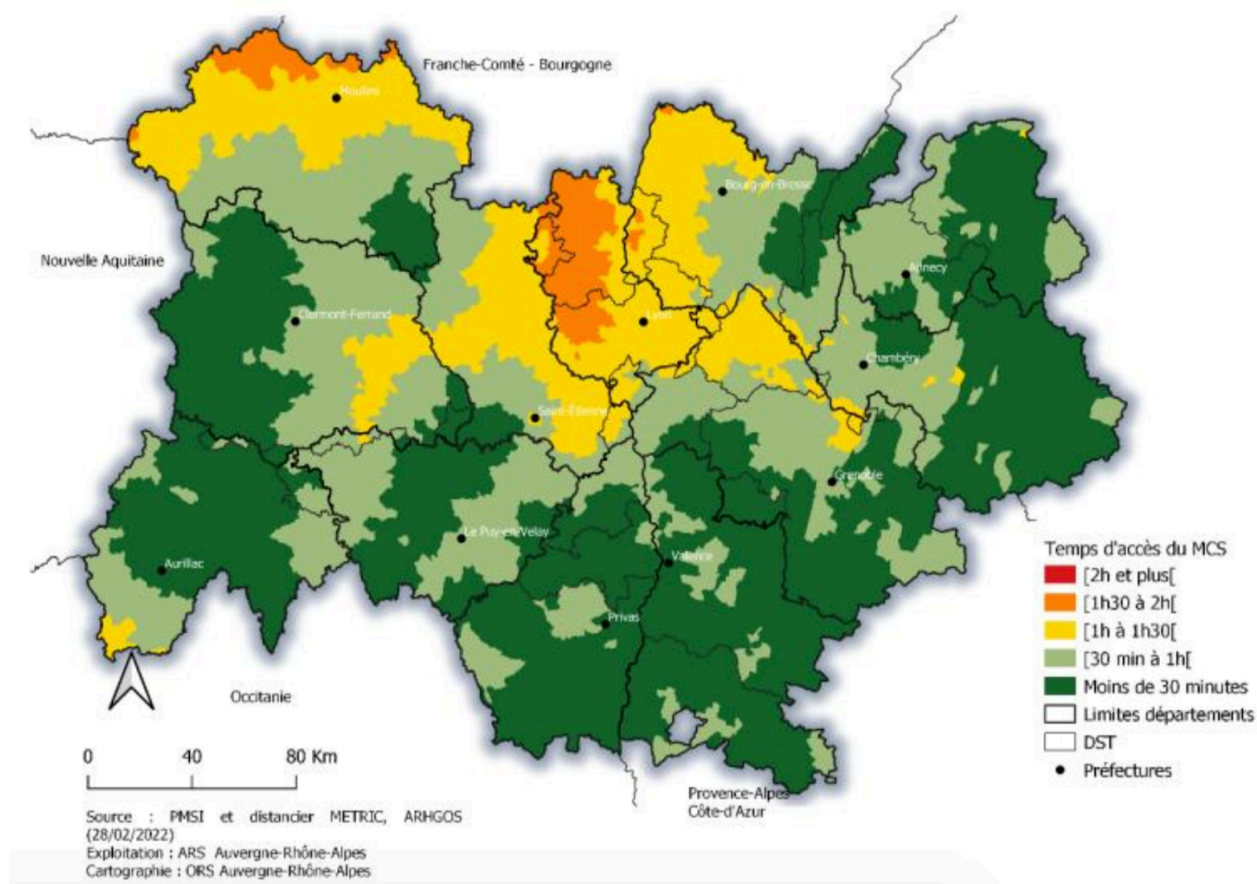 Franche-Comté - Bourgogne
Moulins
Bourg-en-Bresse
Nouvelle Aquitaine
Annecy
Clermont-Ferrand
Lyon
Chambéry
Saint-Étienne
Grenoble
Le Puy-en-Velay
Aurillac
Valence
Privas
Occitanie
Provence-Alpes
Côte-d'Azur
Temps d'accès du MCS
[2h et plus[
[1h30 à 2h[
[1h à 1h30[
[30 min à 1h[
Moins de 30 minutes
Limites départements
DST
Préfectures
0 40 80 Km
Source : PMSI et distancier METRIC, ARHGOS
(28/02/2022)
Exploitation : ARS Auvergne-Rhône-Alpes
Cartographie : ORS Auvergne-Rhône-Alpes